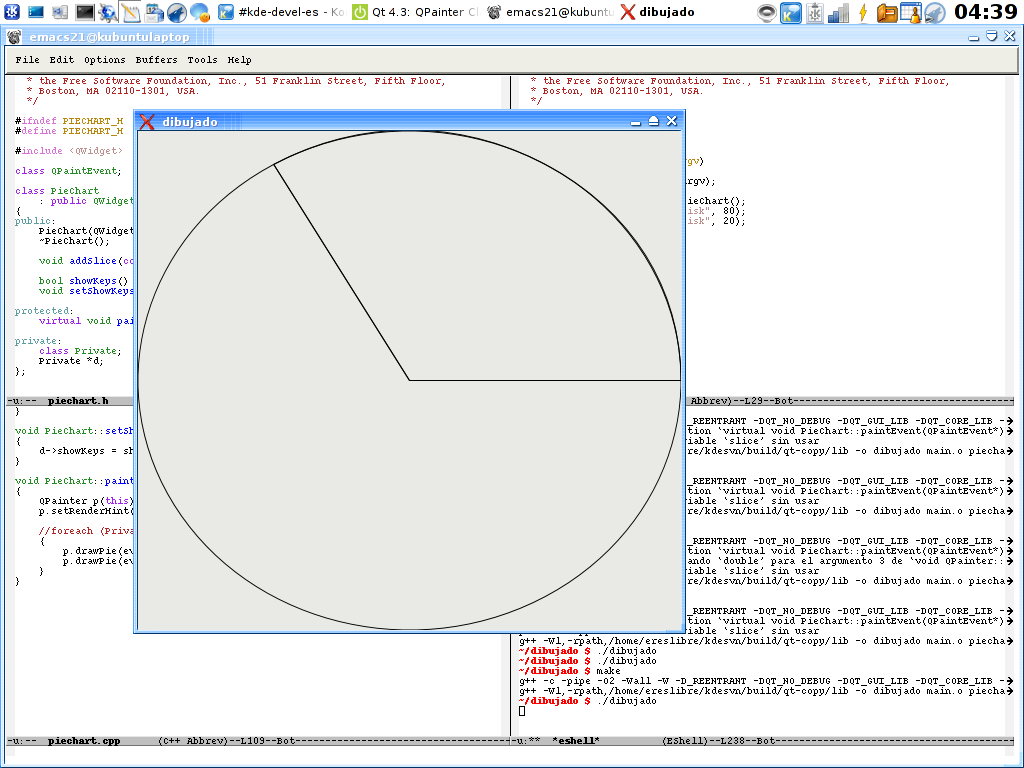 #kde-devel-es - Ko
Qt 4.3: QPainter Cl
emacs21@kubuntu
dibujado
04:39
emacs21@kubuntulaptop
File Edit Options Buffers Tools Help
* the Free Software Foundation, Inc., 51 Franklin Street, Fifth Floor,
* Boston, MA 02110-1301, USA.
*/
#ifndef PIECHART_H
#define PIECHART_H
#include <QWidget>
class QPaintEvent;
class PieChart
: public QWidget
{
public:
PieChart(QWidget
~PieChart();
void addSlice(co
bool showKeys()
void setShowKeys
protected:
virtual void pai
private:
class Private;
Private *d;
};
-u:-- piechart.h
}
void PieChart::setSh
{
d->showKeys = sh
}
void PieChart::paint
{
QPainter p(this)
p.setRenderHint(
//foreach (Priva
{
p.drawPie(ev
p.drawPie(ev
}
}
-u:-- piechart.cpp (C++ Abbrev)--L109--Bot
dibujado
* the Free Software Foundation, Inc., 51 Franklin Street, Fifth Floor,
* Boston, MA 02110-1301, USA.
*/
gv)
rgv);
ieChart();
isk", 80);
isk", 20);
Abbrev)--L29--Bot
_REENTRANT -DQT_NO_DEBUG -DQT_GUI_LIB -DQT_CORE_LIB -
tion `virtual void PieChart::paintEvent(QPaintEvent*)
iable `slice' sin usar
re/kdesvn/build/qt-copy/lib -o dibujado main.o piecha
_REENTRANT -DQT_NO_DEBUG -DQT_GUI_LIB -DQT_CORE_LIB -
tion `virtual void PieChart::paintEvent(QPaintEvent*)
iable `slice' sin usar
re/kdesvn/build/qt-copy/lib -o dibujado main.o piecha
_REENTRANT -DQT_NO_DEBUG -DQT_GUI_LIB -DQT_CORE_LIB -
tion `virtual void PieChart::paintEvent(QPaintEvent*)
ando `double' para el argumento 3 de `void QPainter::
iable `slice' sin usar
re/kdesvn/build/qt-copy/lib -o dibujado main.o piecha
_REENTRANT -DQT_NO_DEBUG -DQT_GUI_LIB -DQT_CORE_LIB -
tion `virtual void PieChart::paintEvent(QPaintEvent*)
iable `slice' sin usar
g++ -Wl,-rpath,/home/ereslibre/kdesvn/build/qt-copy/lib -o dibujado main.o piecha
~/dibujado $ ./dibujado
~/dibujado $ ./dibujado
~/dibujado $ make
g++ -c -pipe -O2 -Wall -W -D_REENTRANT -DQT_NO_DEBUG -DQT_GUI_LIB -DQT_CORE_LIB -
g++ -Wl,-rpath,/home/ereslibre/kdesvn/build/qt-copy/lib -o dibujado main.o piecha
~/dibujado $ ./dibujado
-u:** *eshell* (EShell)--L238--Bot